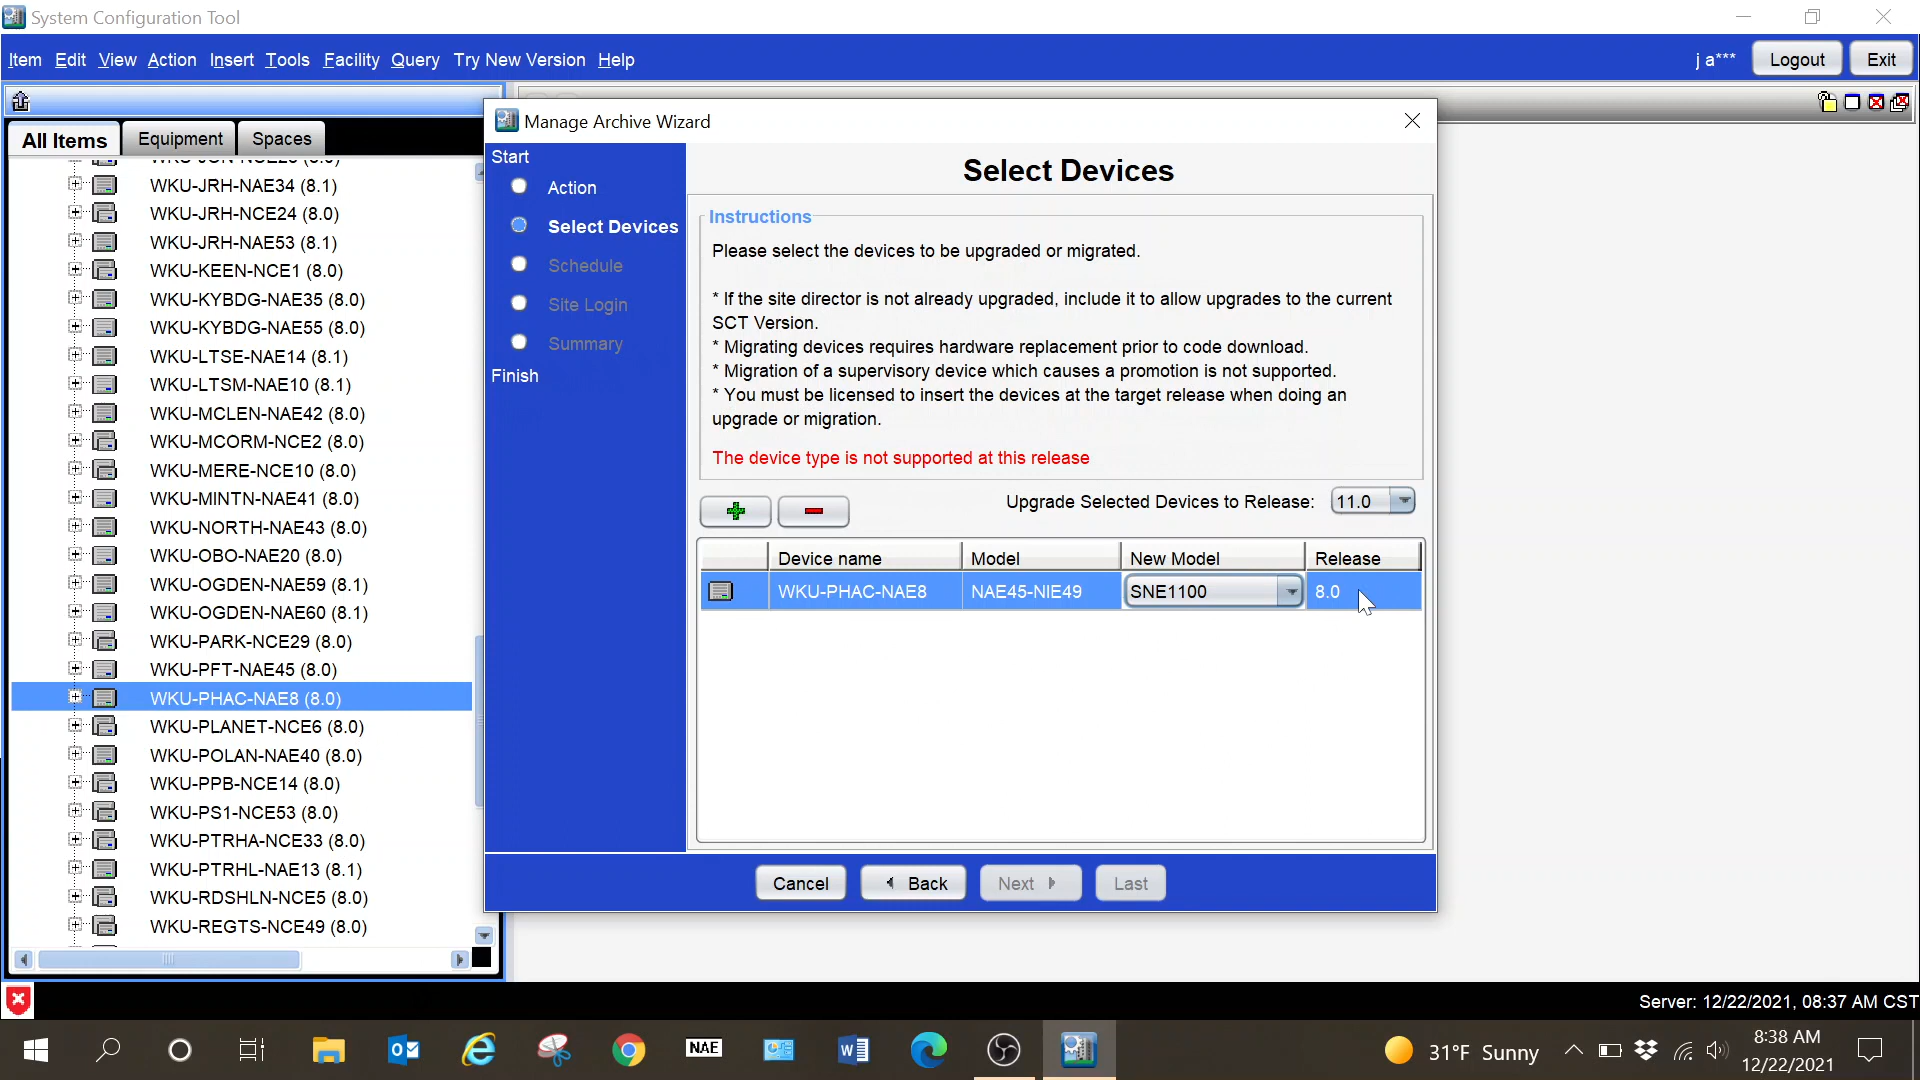 System Configuration Tool
Item Edit View Action Insert Tools Facility Query Try New Version Help
j a***
Logout
Exit
All Items
Equipment
Spaces
WKU-JRH-NAE34 (8.1)
WKU-JRH-NCE24 (8.0)
WKU-JRH-NAE53 (8.1)
WKU-KEEN-NCE1 (8.0)
WKU-KYBDG-NAE35 (8.0)
WKU-KYBDG-NAE55 (8.0)
WKU-LTSE-NAE14 (8.1)
WKU-LTSM-NAE10 (8.1)
WKU-MCLEN-NAE42 (8.0)
WKU-MCORM-NCE2 (8.0)
WKU-MERE-NCE10 (8.0)
WKU-MINTN-NAE41 (8.0)
WKU-NORTH-NAE43 (8.0)
WKU-OBO-NAE20 (8.0)
WKU-OGDEN-NAE59 (8.1)
WKU-OGDEN-NAE60 (8.1)
WKU-PARK-NCE29 (8.0)
WKU-PFT-NAE45 (8.0)
WKU-PHAC-NAE8 (8.0)
WKU-PLANET-NCE6 (8.0)
WKU-POLAN-NAE40 (8.0)
WKU-PPB-NCE14 (8.0)
WKU-PS1-NCE53 (8.0)
WKU-PTRHA-NCE33 (8.0)
WKU-PTRHL-NAE13 (8.1)
WKU-RDSHLN-NCE5 (8.0)
WKU-REGTS-NCE49 (8.0)
Manage Archive Wizard
Start
Action
Select Devices
Schedule
Site Login
Summary
Finish
Select Devices
Instructions
Please select the devices to be upgraded or migrated.
* If the site director is not already upgraded, include it to allow upgrades to the current
SCT Version.
* Migrating devices requires hardware replacement prior to code download.
* Migration of a supervisory device which causes a promotion is not supported.
* You must be licensed to insert the devices at the target release when doing an
upgrade or migration.
The device type is not supported at this release
Upgrade Selected Devices to Release: 11.0
Device name Model New Model Release
WKU-PHAC-NAE8 NAE45-NIE49 SNE1100 8.0
Cancel
Back
Next
Last
Server: 12/22/2021, 08:37 AM CST
NAE
31°F Sunny
8:38 AM
12/22/2021